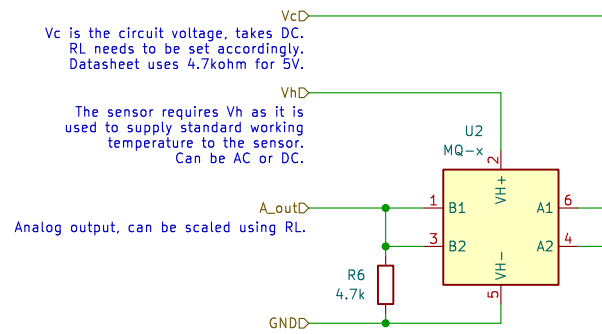 Vc
Vc is the circuit voltage, takes DC.
RL needs to be set accordingly.
Datasheet uses 4.7kohm for 5V.
Vh
The sensor requires Vh as it is
used to supply standard working
temperature to the sensor.
Can be AC or DC.
U2
MQ-x
2
VH+
A_out
1
B1
A1
6
Analog output, can be scaled using RL.
3
B2
A2
4
VH-
R6
4.7k
5
GND